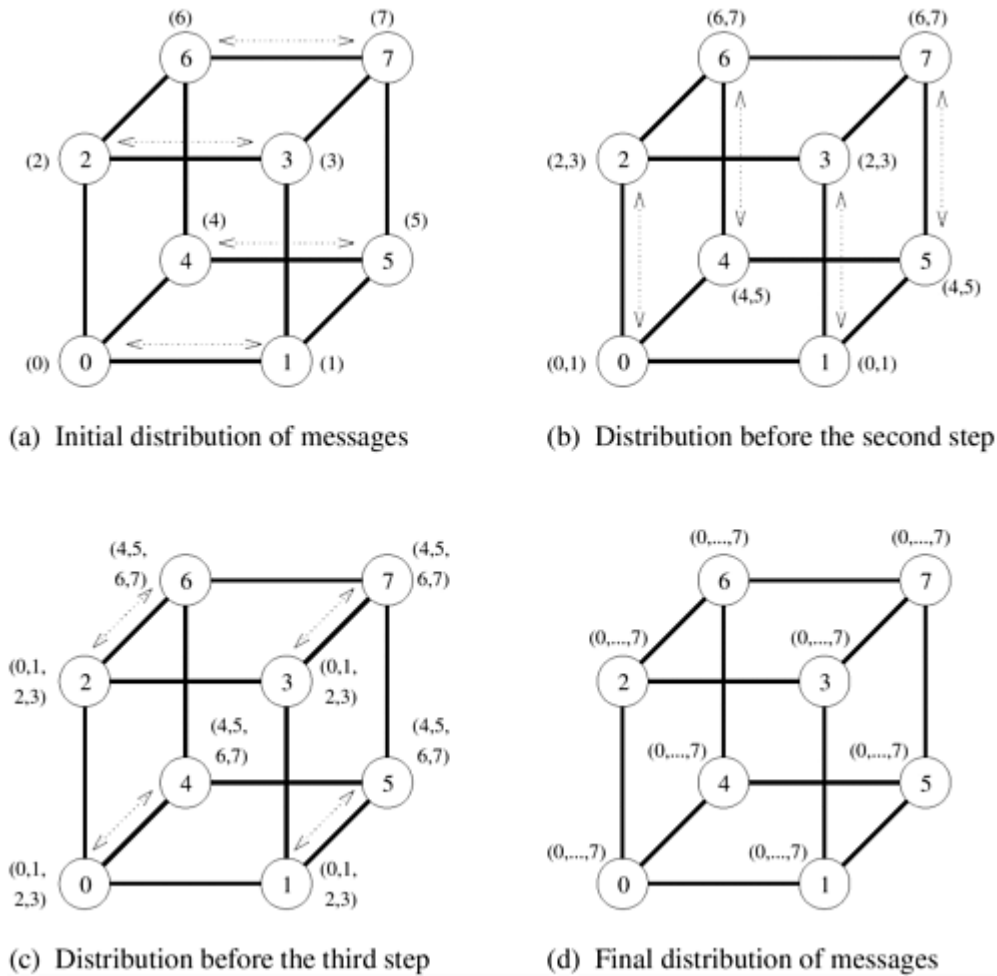 (6) (7) (6,7) (6,7)
6 7 6 7
(2) 2 3 (3) (2,3) 2 3 (2,3)
(4) (5)
4 5 4 5
(4,5) (4,5)
(0) 0 1 (1) (0,1) 0 1 (0,1)
(a) Initial distribution of messages
(b) Distribution before the second step
(4,5, (4,5, (0,...,7) (0,...,7)
6,7) 6 6,7) 7 6 7
(0,1, (0,1, (0,...,7) (0,...,7)
2,3) 2 3 2,3) 2 3
(4,5, (4,5,
6,7) 6,7) (0,...,7) (0,...,7)
4 5 4 5
(0,1, (0,1, (0,...,7) (0,...,7)
2,3) 0 1 2,3) 0 1
(c) Distribution before the third step
(d) Final distribution of messages